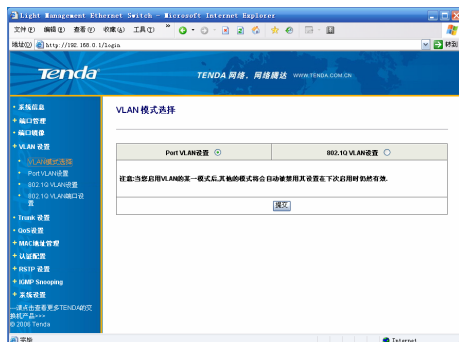 Light Management Ethernet Switch - Microsoft Internet Explorer
文件(F) 编辑(E) 查看(V) 收藏(A) 工具(T) »
地址(D) http://192.168.0.1/login 转到
Tenda TENDA 网络，网络腾达 WWW.TENDA.COM.CN
系统信息
+ 端口管理
端口镜像
+ VLAN 设置
VLAN模式选择
Port VLAN设置
802.1Q VLAN设置
802.1Q VLAN端口设置
Trunk 设置
+ QoS设置
+ MAC地址管理
+ 认证配置
+ RSTP 设置
+ IGMP Snooping
+ 系统设置
---请点击查看更多TENDA的交换机产品>>>
© 2006 Tenda
VLAN 模式选择
Port VLAN设置 802.1Q VLAN设置
注意:当您启用VLAN的某一模式后,其他的模式将会自动被禁用其设置在下次启用时仍然有效.
提交
完毕 Internet